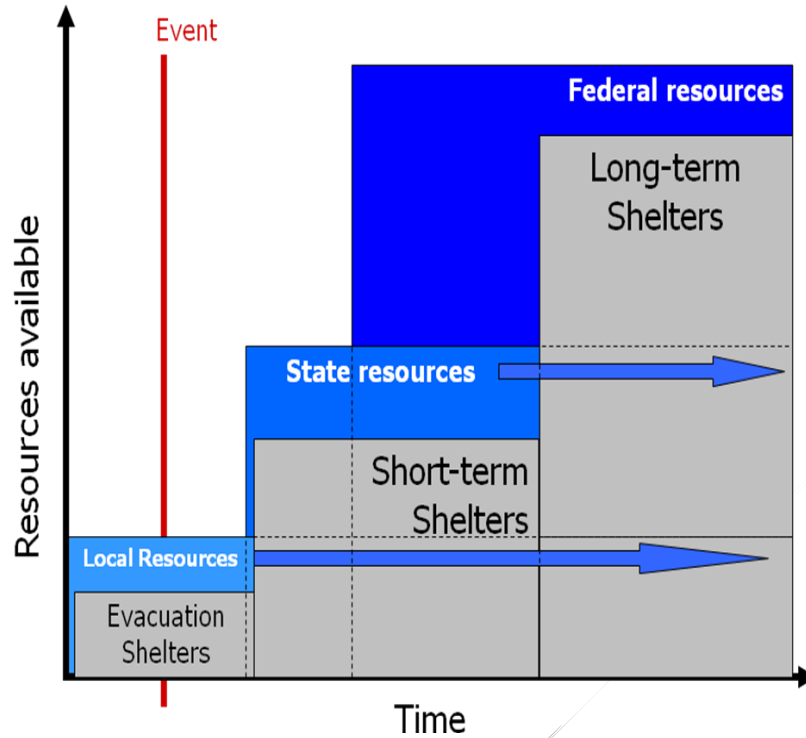 Event
Federal resources
Long-term
Shelters
Resources available
State resources
Short-term
Shelters
Local Resources
Evacuation
Shelters
Time